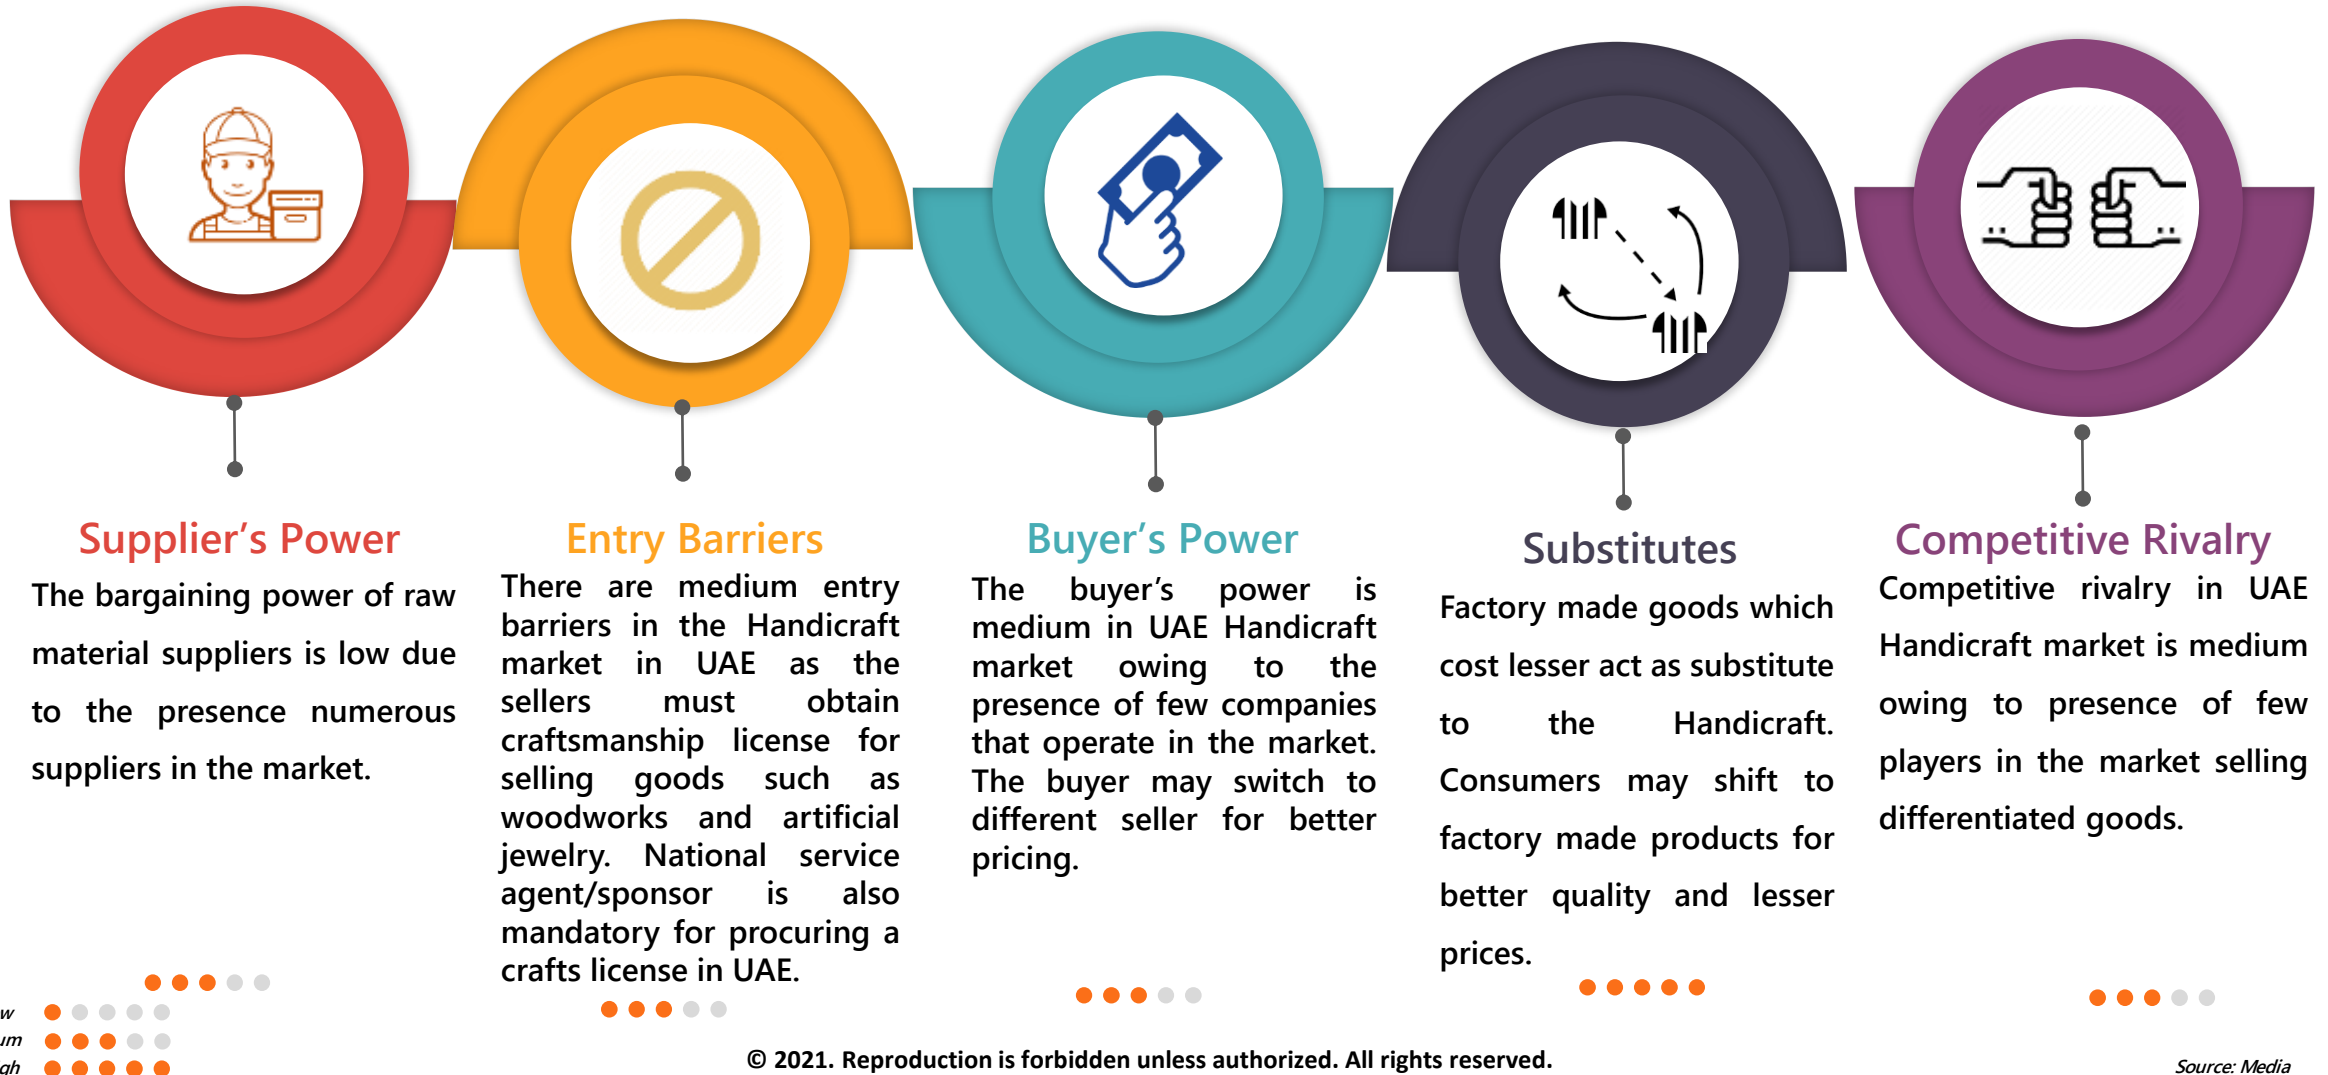 Supplier's Power
The bargaining power of raw
material suppliers is low due
to the presence numerous
suppliers in the market.
Entry Barriers
There are medium entry
barriers in the Handicraft
market in UAE as the
sellers must obtain
craftsmanship license for
selling goods such as
woodworks and artificial
jewelry. National service
agent/sponsor is also
mandatory for procuring a
crafts license in UAE.
Buyer's Power
The buyer's power is
medium in UAE Handicraft
market owing to the
presence of few companies
that operate in the market.
The buyer may switch to
different seller for better
pricing.
Substitutes
Factory made goods which
cost lesser act as substitute
to the Handicraft.
Consumers may shift to
factory made products for
better quality and lesser
prices.
Competitive Rivalry
Competitive rivalry in UAE
Handicraft market is medium
owing to presence of few
players in the market selling
differentiated goods.
© 2021. Reproduction is forbidden unless authorized. All rights reserved.
Source: Media